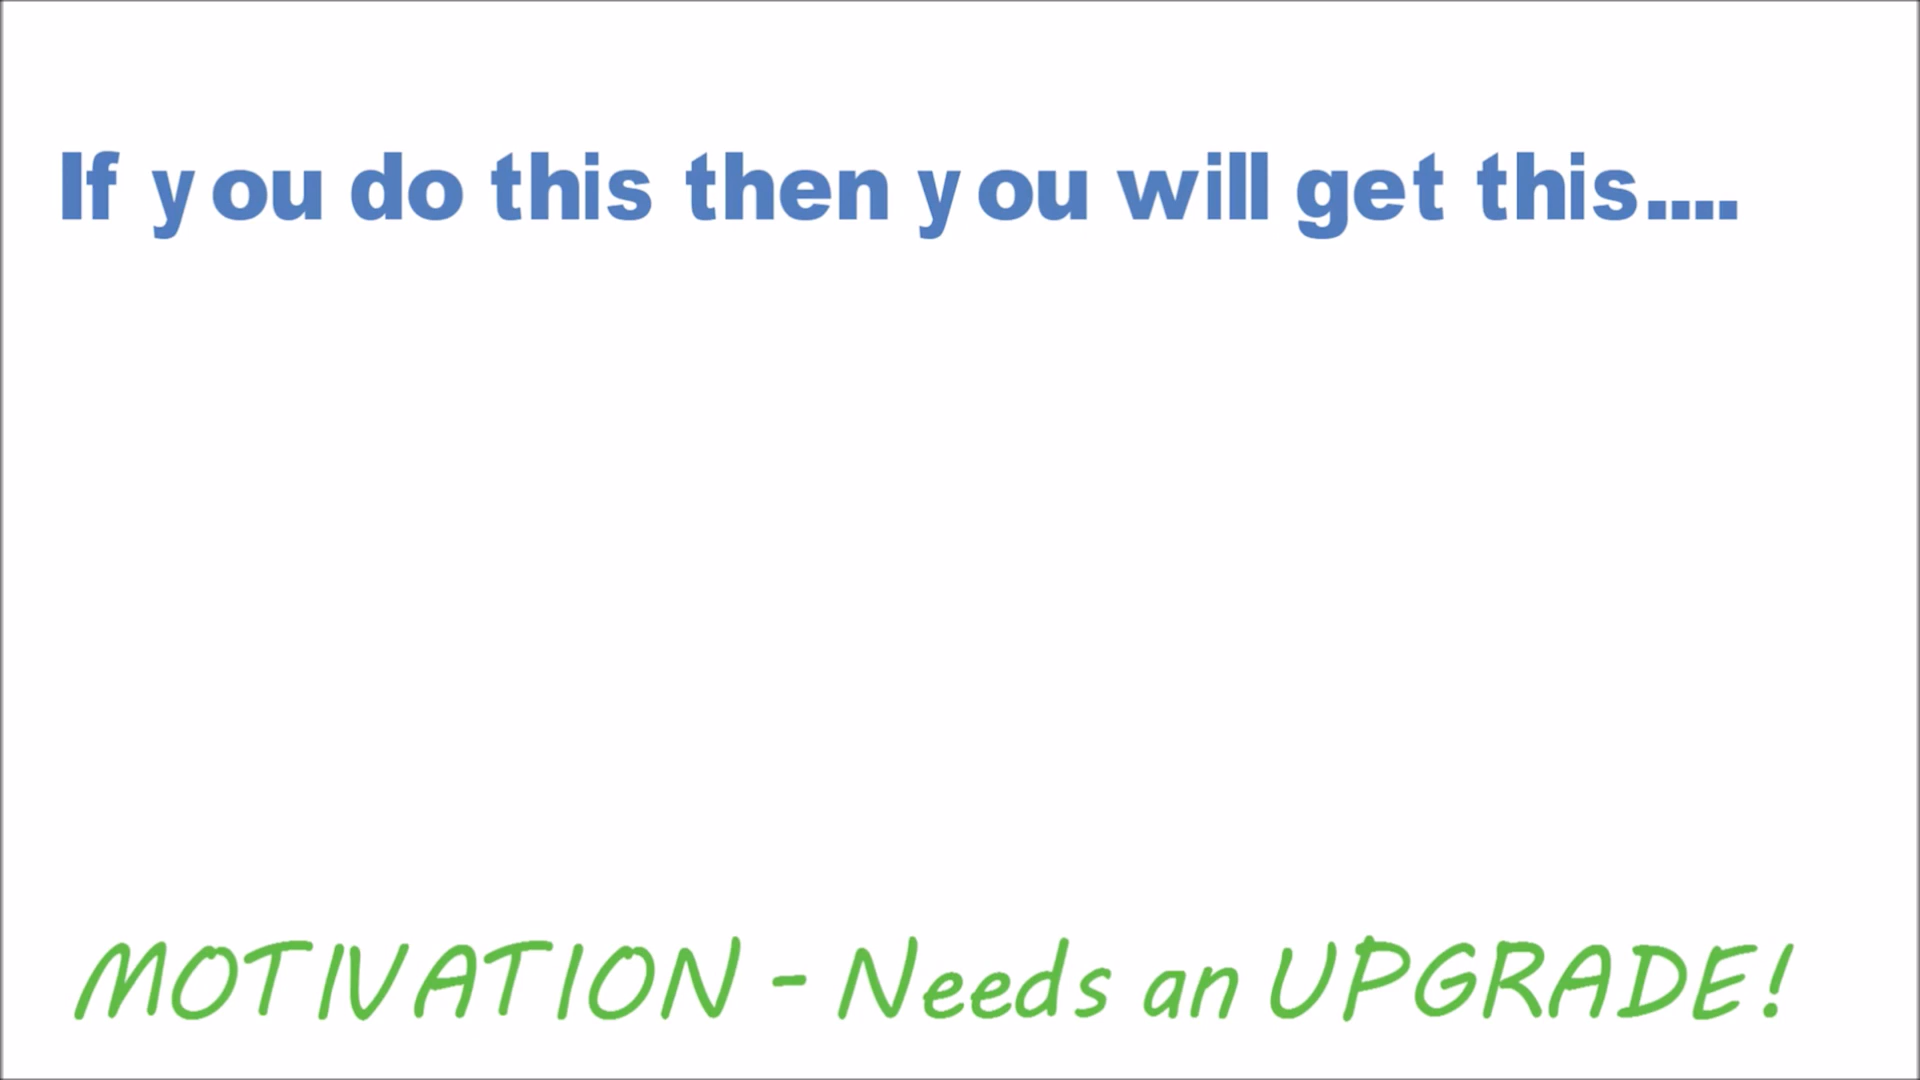 If you do this then you will get this....
MOTIVATION - Needs an UPGRADE!